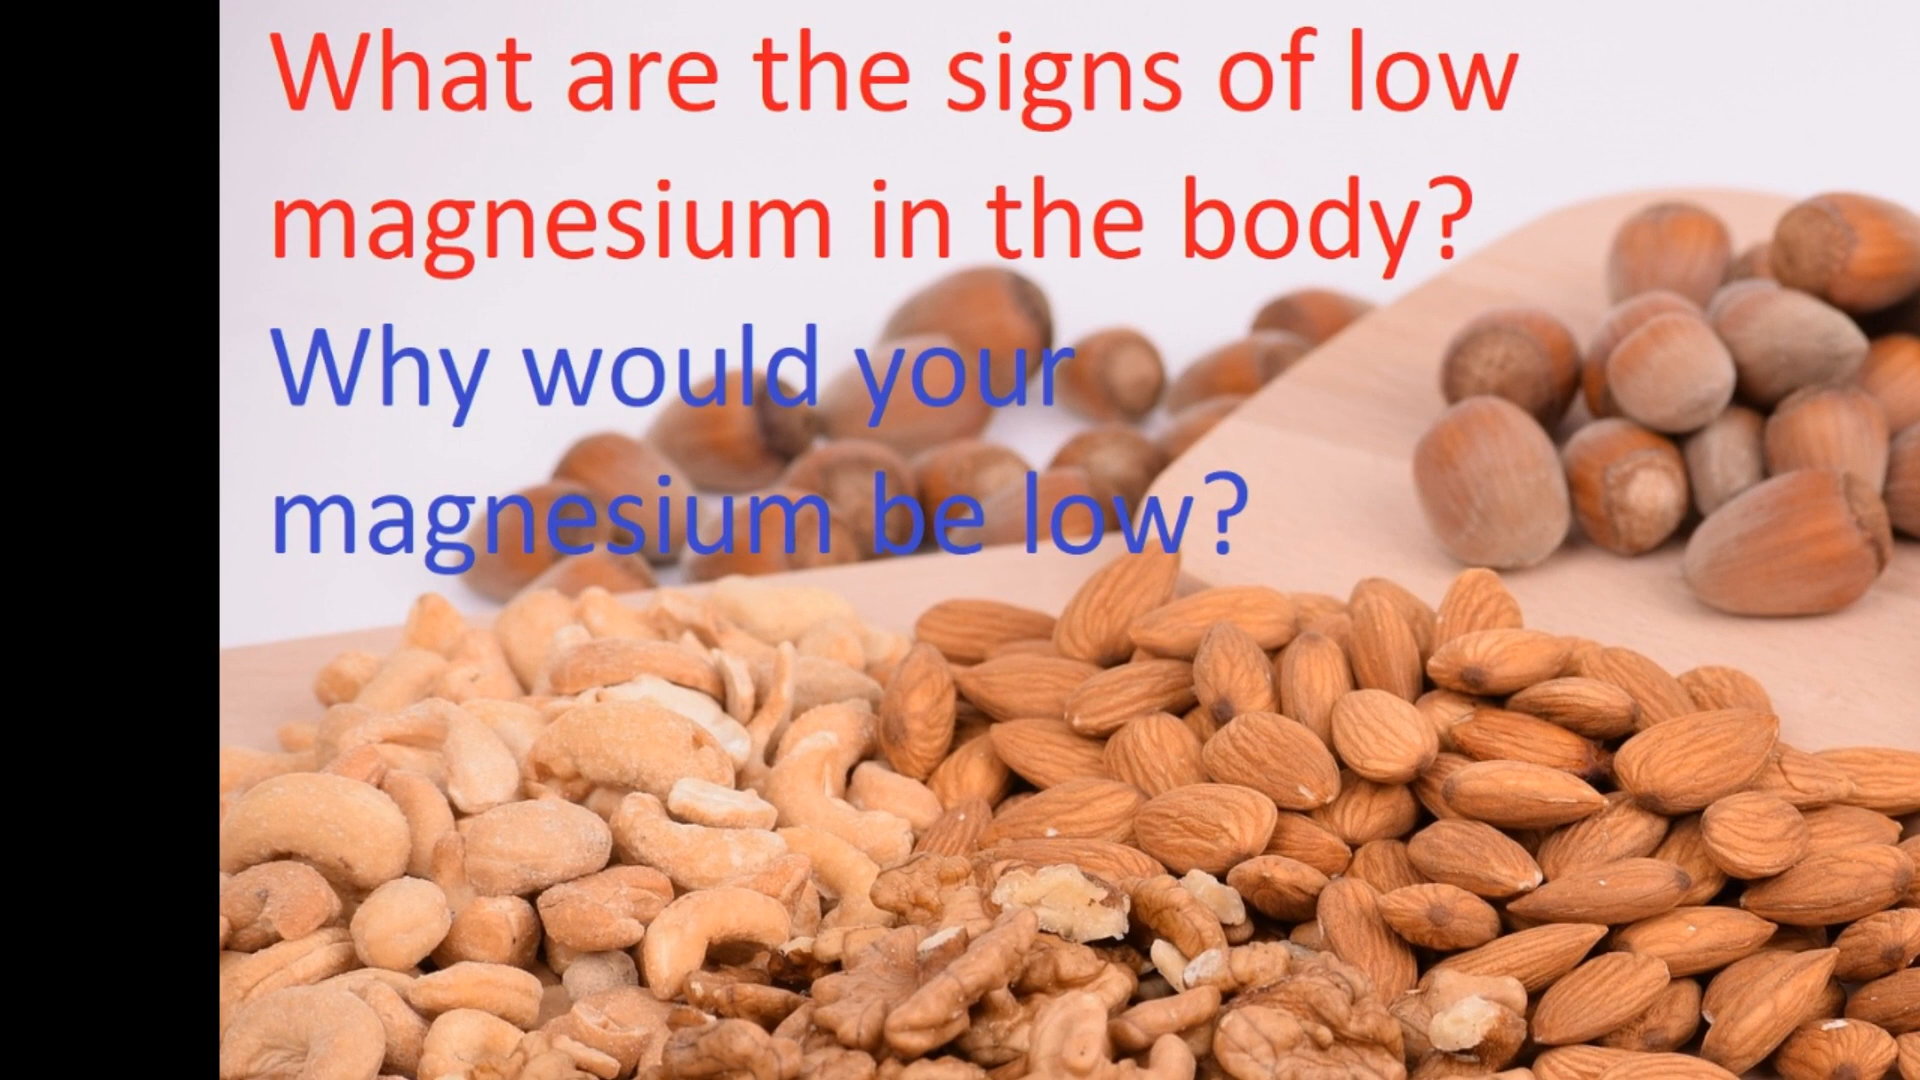 What are the signs of low
magnesium in the body?
Why would your
magnesium be low?